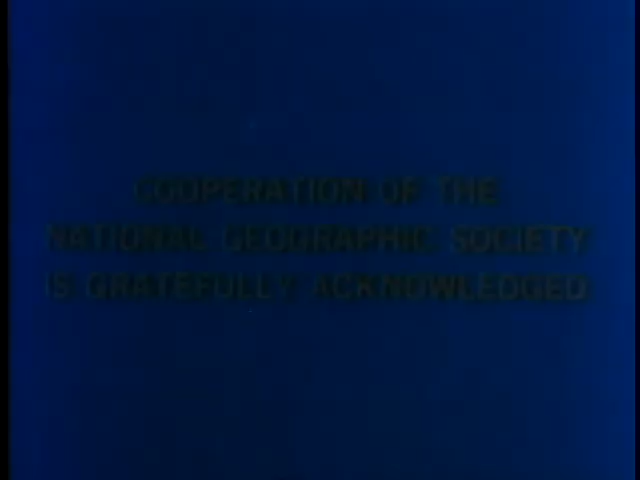 COOPERATION OF THE
NATIONAL GEOGRAPHIC SOCIETY
IS GRATEFULLY ACKNOWLEDGED